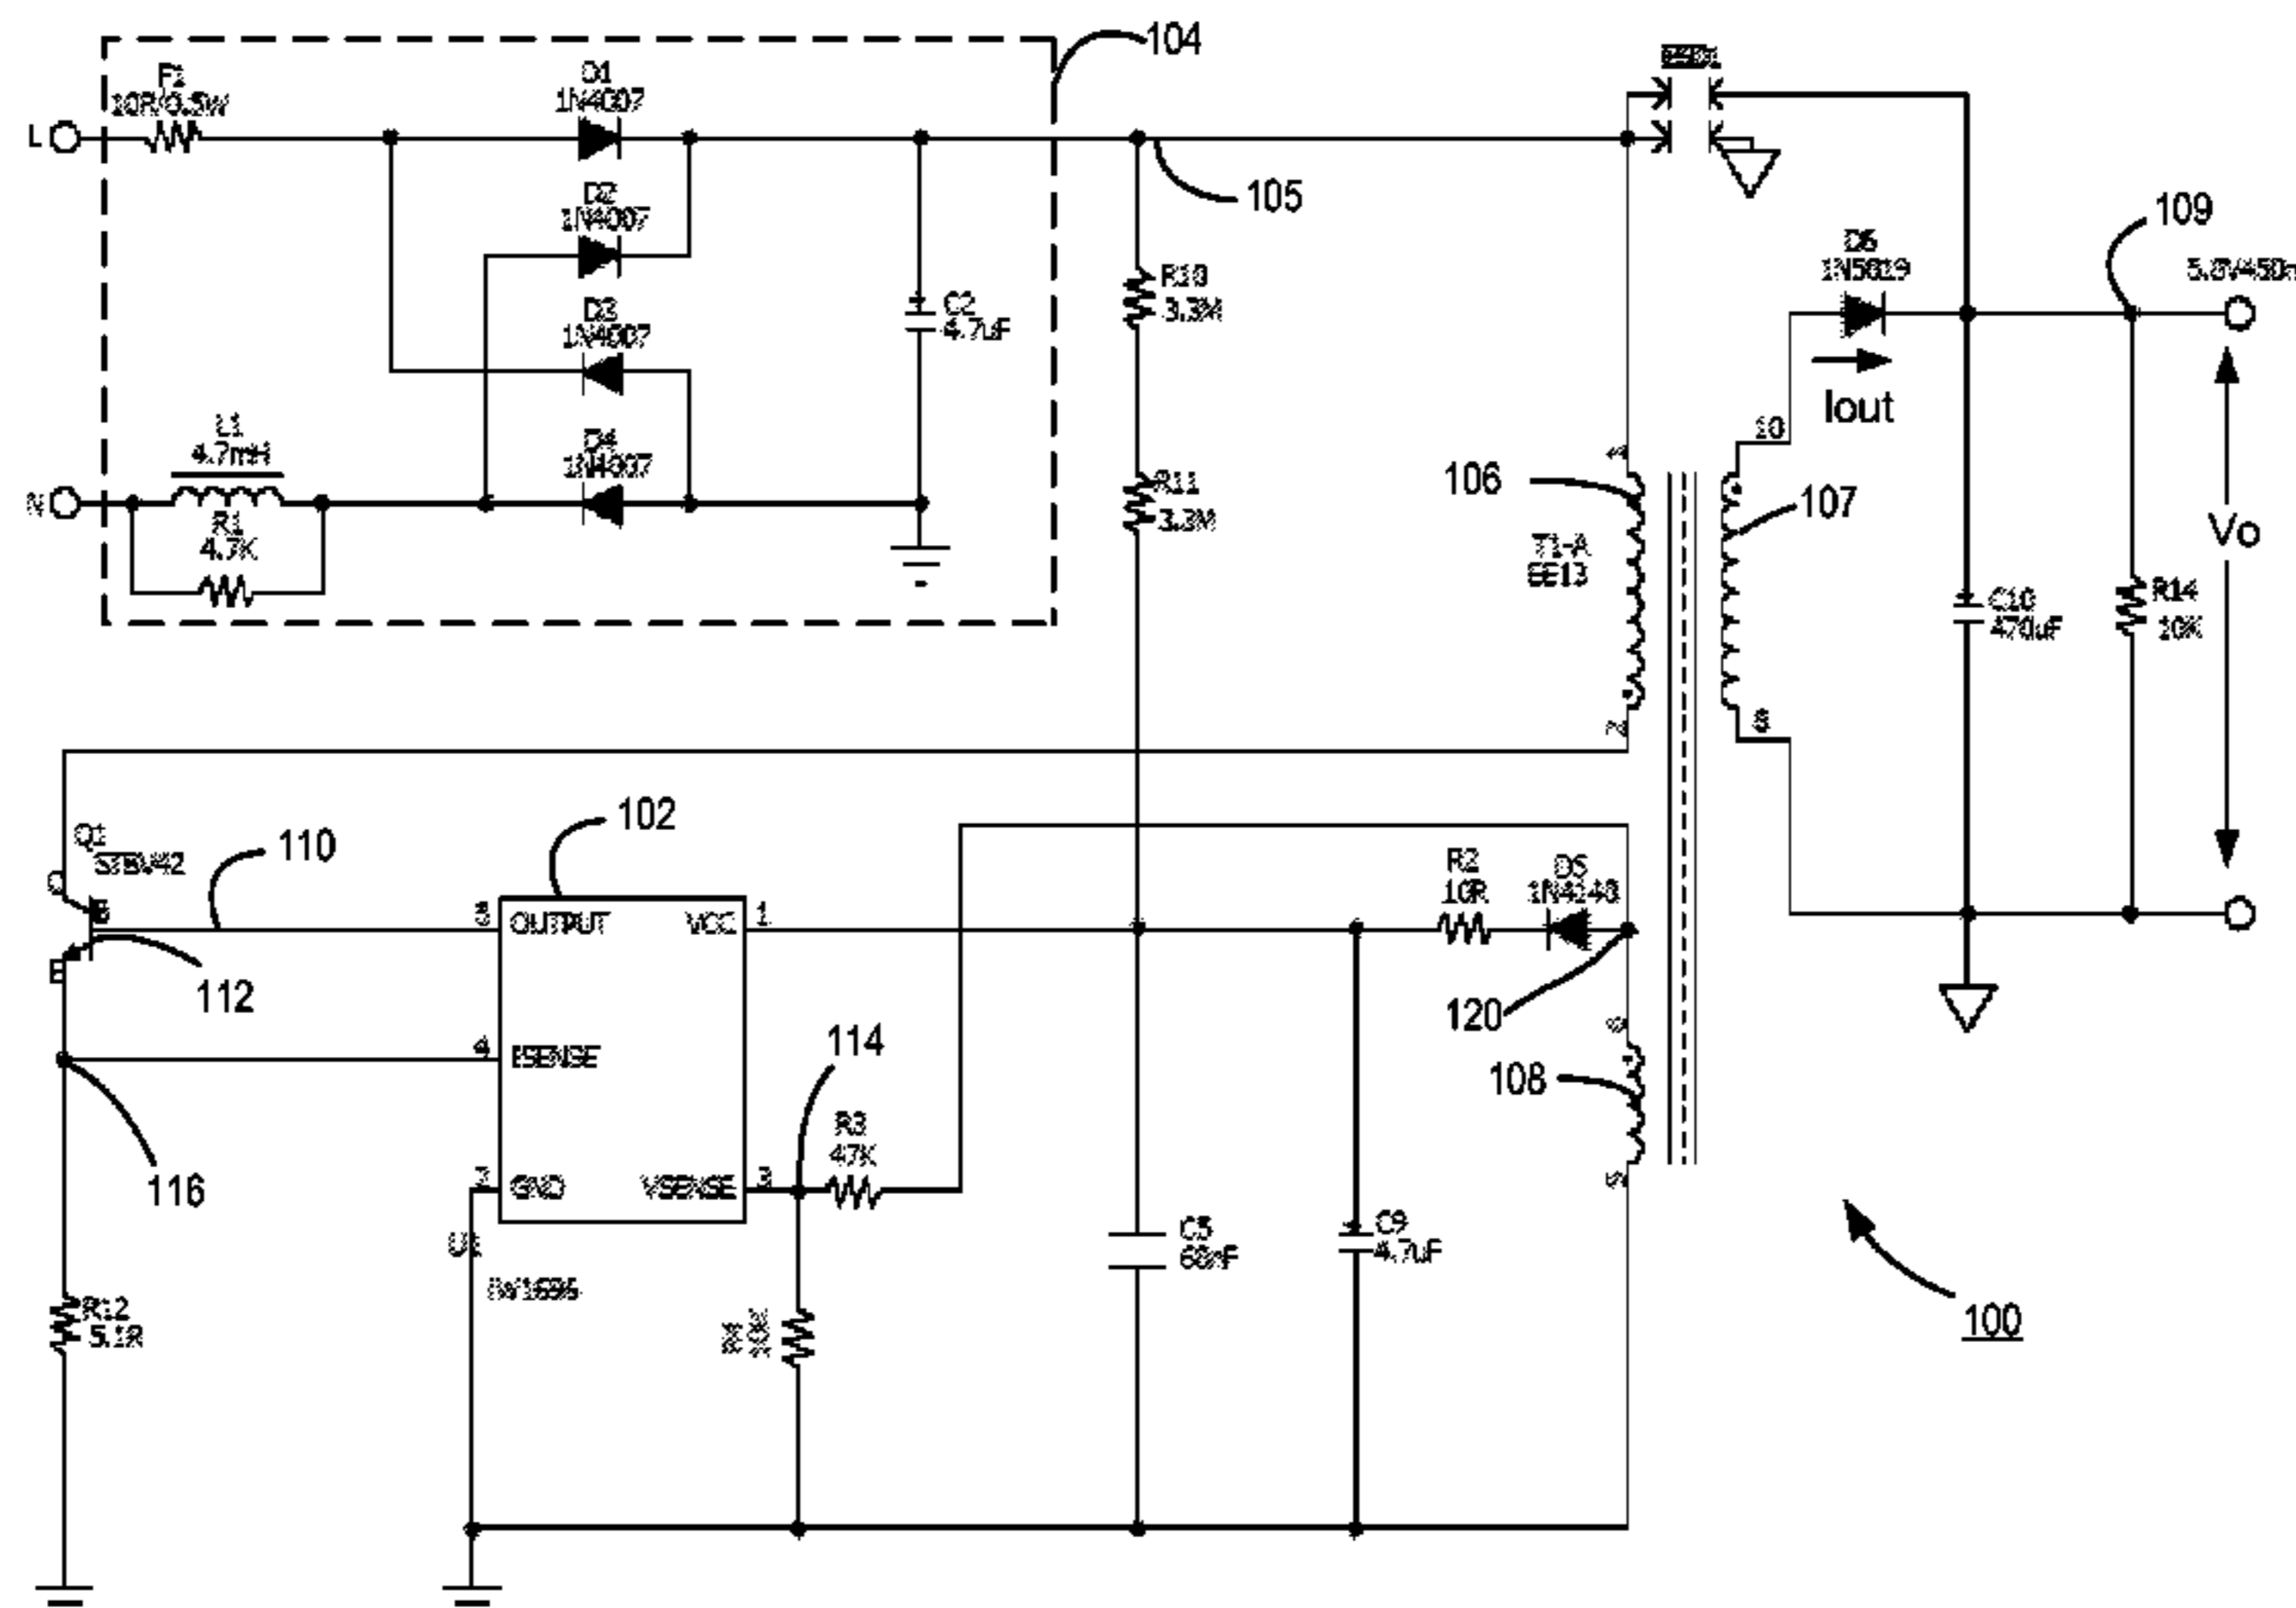 104
F1
10R/0.5W
D1
1N4007
L
105
D2
1N4007
109
D6
1N5819
R10
3.3M
D3
1N4007
C2
4.7uF
Iout
L1
4.7mH
D4
1N4007
10
106
R11
3.3M
107
N
R1
4.7K
T1-A
EE13
Vo
C10
470uF
R14
10K
2
8
102
Q1
110
C
B
5
OUTPUT
VCC
1
R2
10R
D5
E
112
120
114
4
ISENSE
108
116
R3
47K
GND
VSENSE
U1
C5
C9
4.7uF
R12
5.1R
100